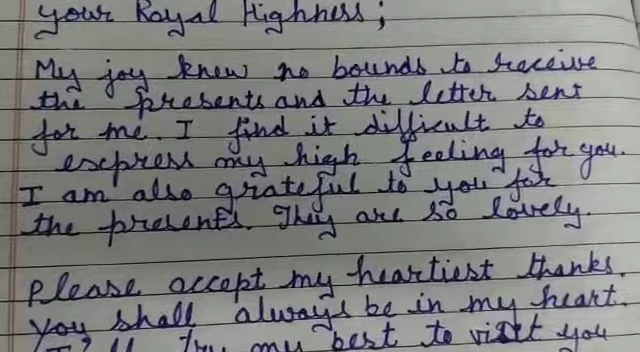 your Royal Highness;
My joy knew no bounds to receive
the presents and the letter sent
for me. I find it difficult to
express my high feeling for you.
I am also grateful to you for
the presents. They are so lovely.
Please accept my heartiest thanks.
You shall always be in my heart.
I'll try my best to visit you